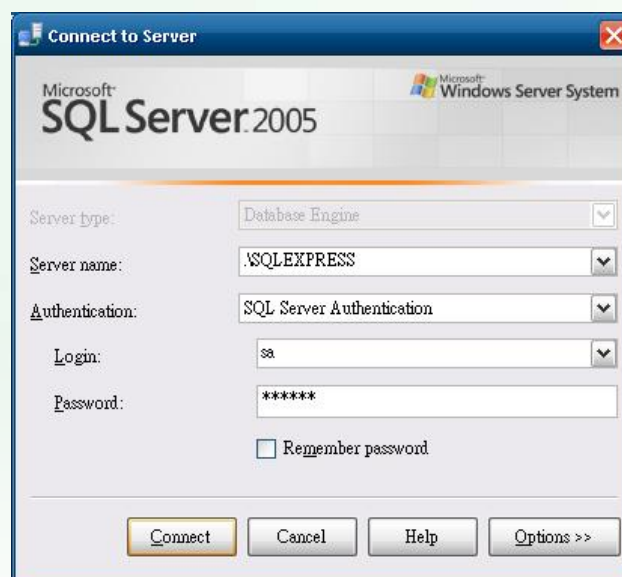 Connect to Server
Microsoft
SQL Server 2005
Microsoft
Windows Server System
Server type: Database Engine
Server name: .\SQLEXPRESS
Authentication: SQL Server Authentication
Login: sa
Password: ******
Remember password
Connect Cancel Help Options >>